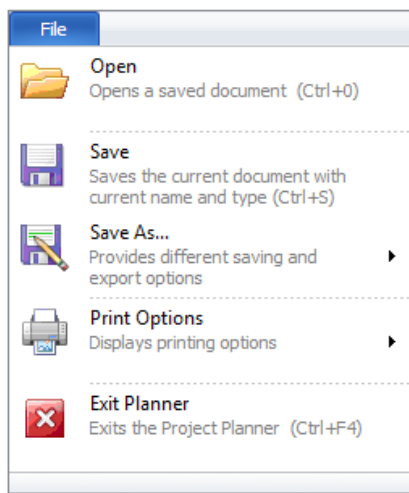 File
Open
Opens a saved document (Ctrl+0)
Save
Saves the current document with
current name and type (Ctrl+S)
Save As...
Provides different saving and
export options
Print Options
Displays printing options
Exit Planner
Exits the Project Planner (Ctrl+F4)